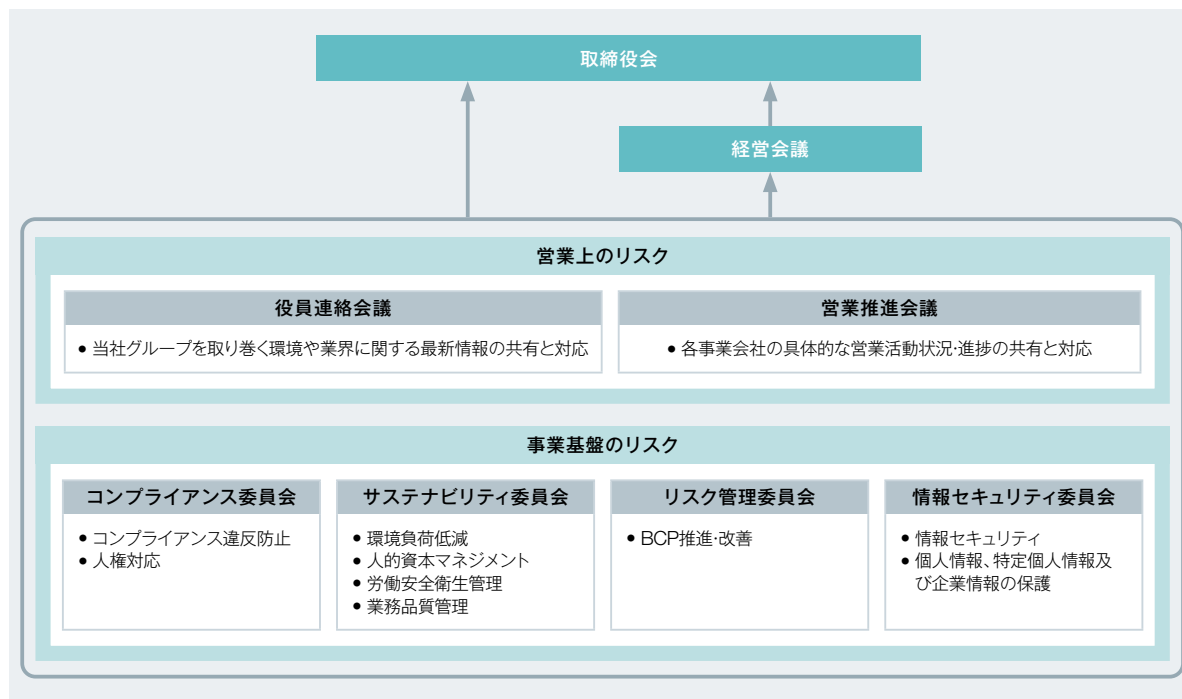 取締役会
経営会議
営業上のリスク
役員連絡会議
● 当社グループを取り巻く環境や業界に関する最新情報の共有と対応
営業推進会議
● 各事業会社の具体的な営業活動状況・進捗の共有と対応
事業基盤のリスク
コンプライアンス委員会
● コンプライアンス違反防止
● 人権対応
サステナビリティ委員会
● 環境負荷低減
● 人的資本マネジメント
● 労働安全衛生管理
● 業務品質管理
リスク管理委員会
● BCP推進・改善
情報セキュリティ委員会
● 情報セキュリティ
● 個人情報、特定個人情報及
び企業情報の保護